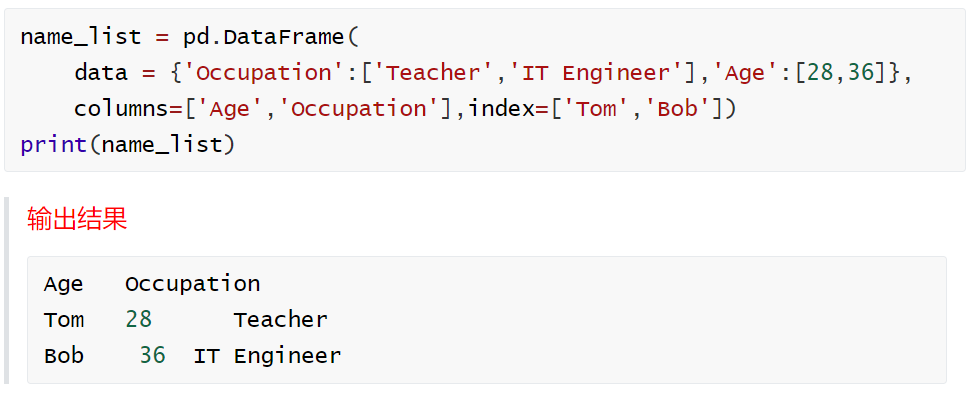 name_list = pd.DataFrame(
    data = {'Occupation':['Teacher','IT Engineer'],'Age':[28,36]},
    columns=['Age','Occupation'],index=['Tom','Bob'])
print(name_list)
输出结果
Age   Occupation
Tom   28      Teacher
Bob    36  IT Engineer